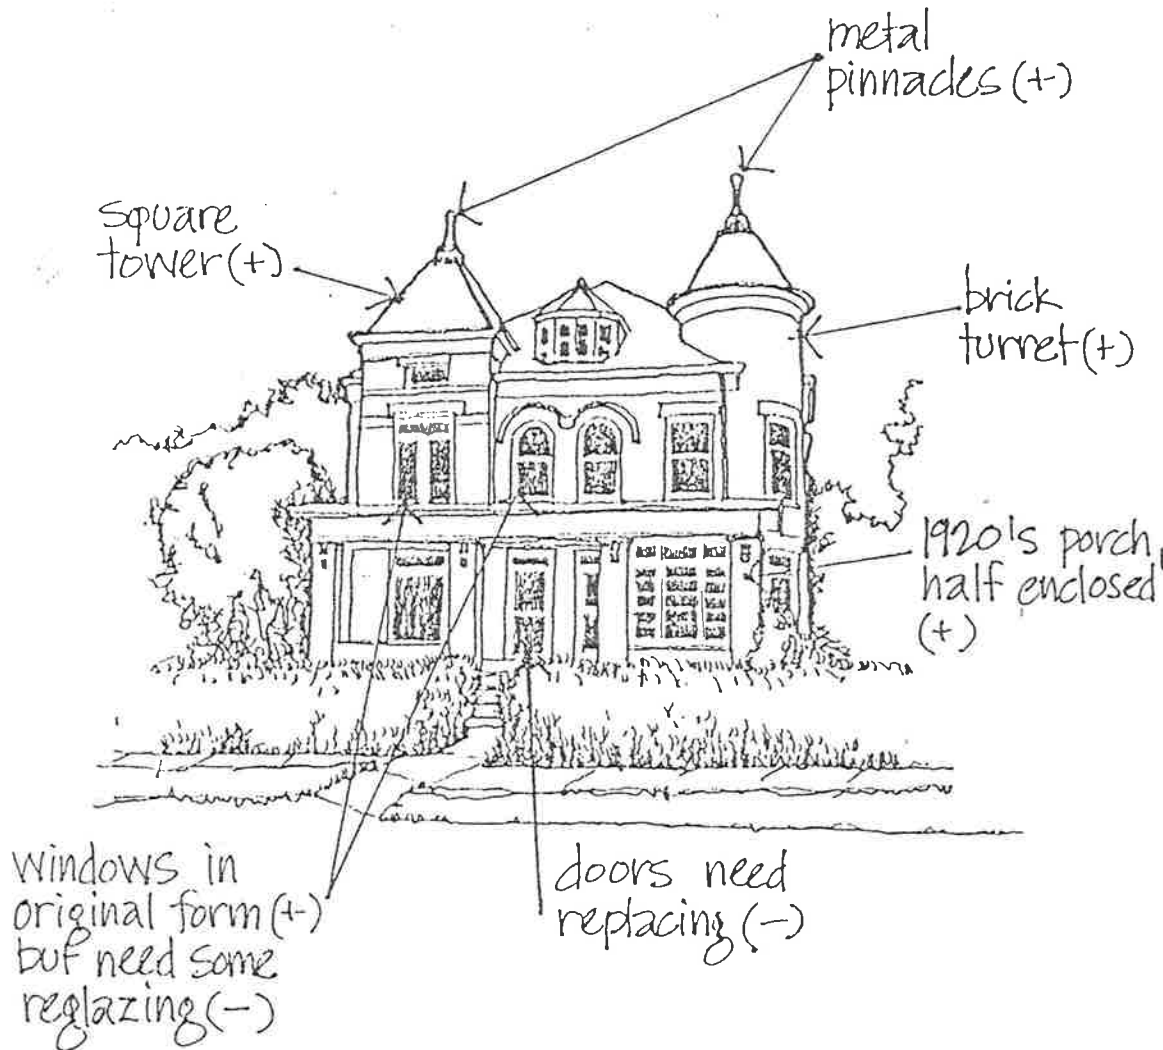 metal
pinnacles (+)
square
tower (+)
brick
turret (+)
1920's porch,
half enclosed
(+)
windows in
original form (+)
but need some
reglazing (-)
doors need
replacing (-)